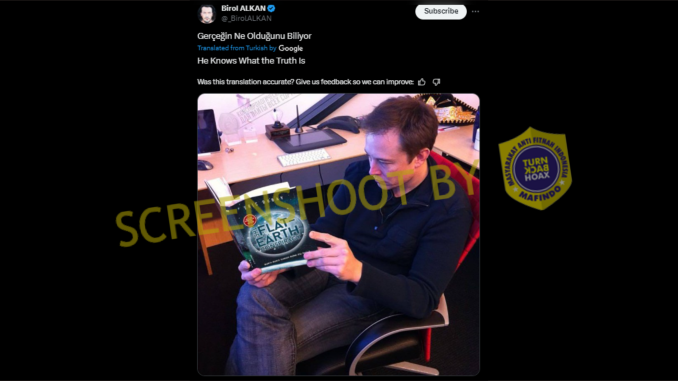 Birol ALKAN
@_BirolALKAN
Subscribe
Gerçeğin Ne Olduğunu Biliyor
Translated from Turkish by Google
He Knows What the Truth Is
Was this translation accurate? Give us feedback so we can improve:
SCREENSHOOT BY
FLAT
EARTH
MASYARAKAT ANTI FITNAH INDONESIA
TURN
BACK
HOAX
MAFINDO